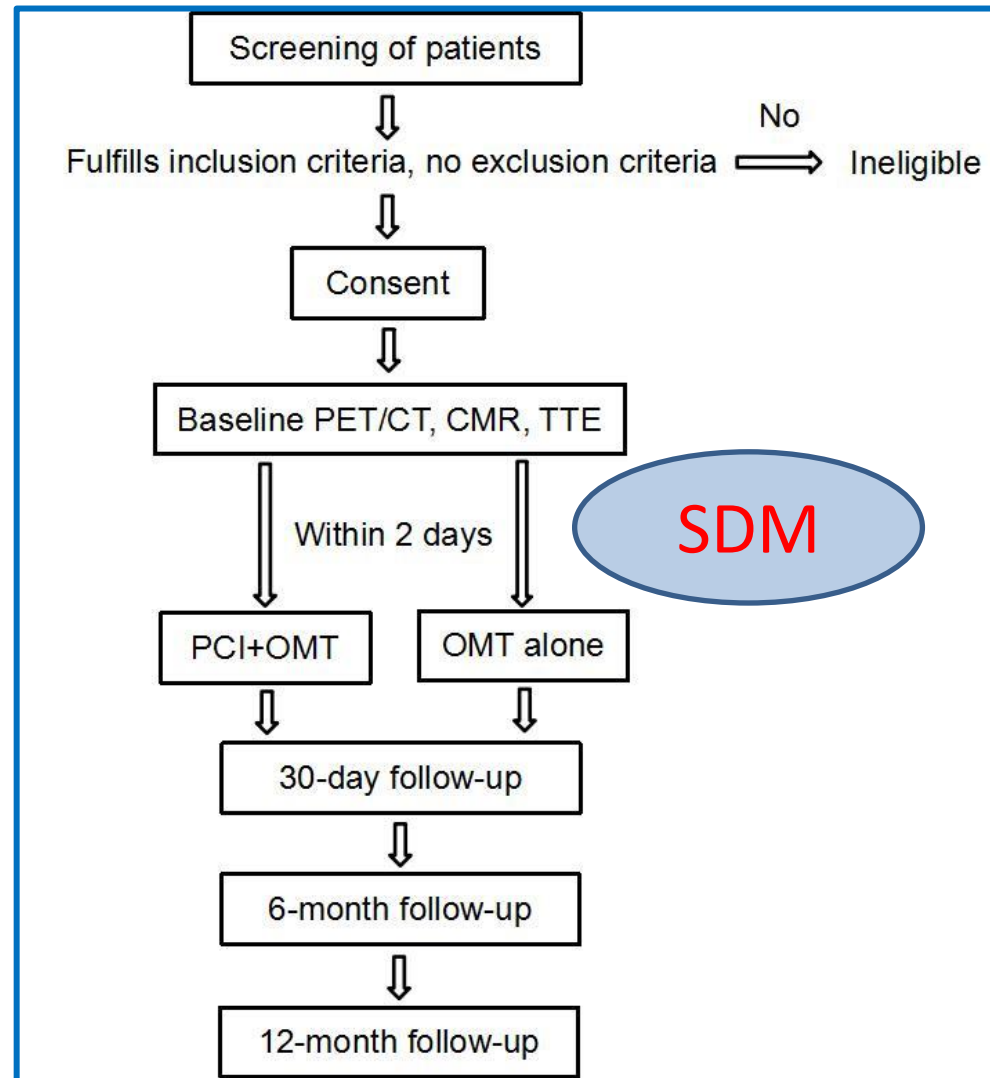 Screening of patients
No
Fulfills inclusion criteria, no exclusion criteria
Ineligible
Consent
Baseline PET/CT, CMR, TTE
Within 2 days
SDM
PCI+OMT
OMT alone
30-day follow-up
6-month follow-up
12-month follow-up